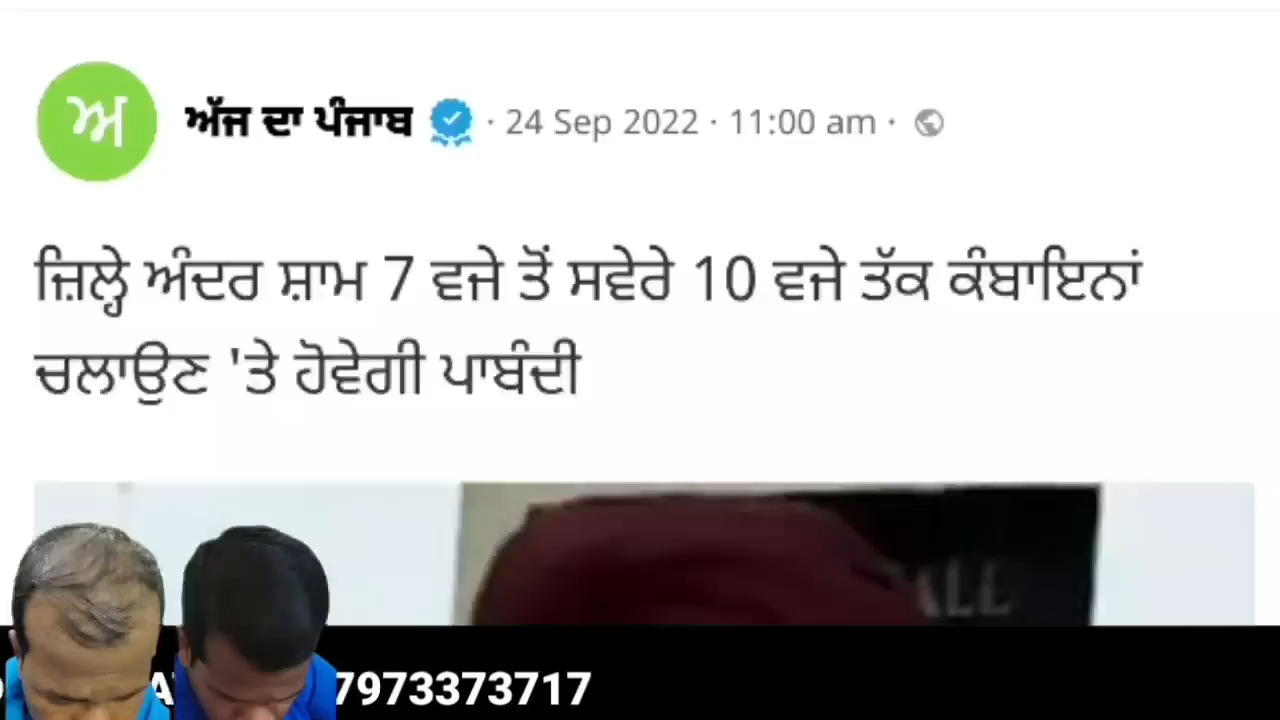 ਅ ਅੱਜ ਦਾ ਪੰਜਾਬ · 24 Sep 2022 · 11:00 am ·
ਜ਼ਿਲ੍ਹੇ ਅੰਦਰ ਸ਼ਾਮ 7 ਵਜੇ ਤੋਂ ਸਵੇਰੇ 10 ਵਜੇ ਤੱਕ ਕੰਬਾਇਨਾਂ
ਚਲਾਉਣ 'ਤੇ ਹੋਵੇਗੀ ਪਾਬੰਦੀ
7973373717